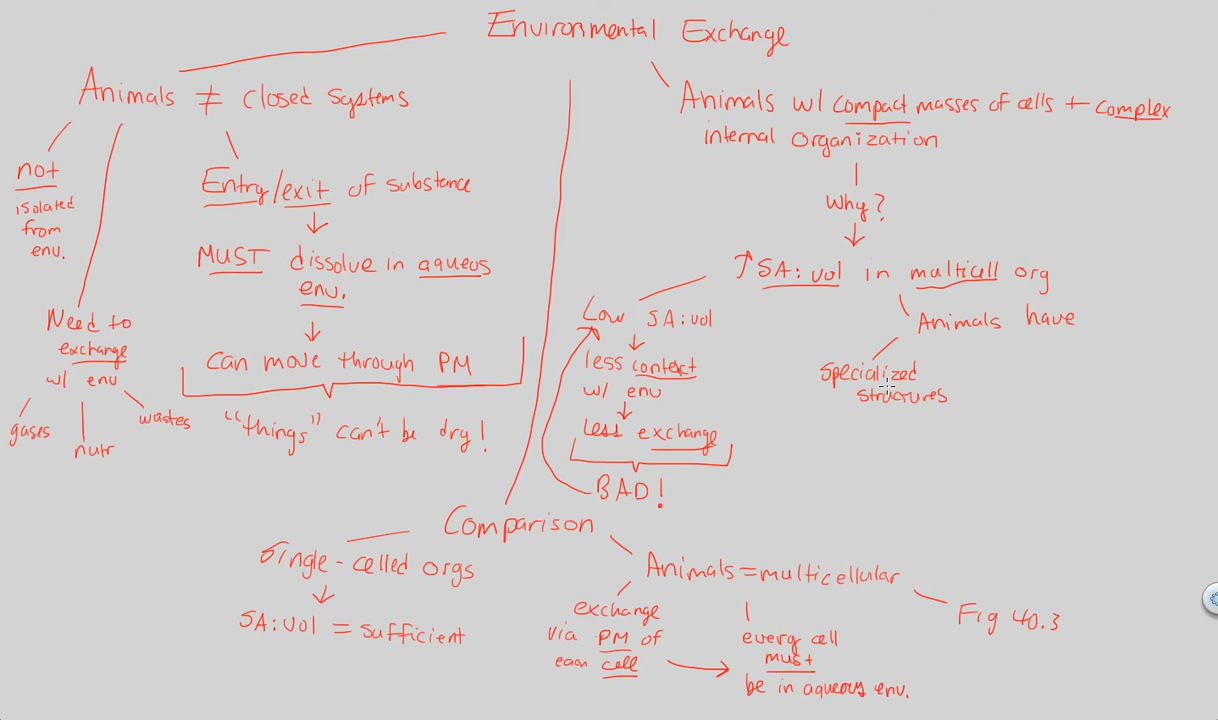 Environmental Exchange
Animals ≠ closed systems
not
isolated
from
env.
Need to
exchange
w/ env
gases
nutr
wastes
Entry/exit of substance
MUST dissolve in aqueos
env.
can move through PM
"things" can't be dry!
Animals w/ compact masses of cells + complex
internal organization
Why?
↑SA:vol in multicell org
Low SA:vol
less context
w/ env
less exchange
BAD!
Animals have
specialized
strucrures
Comparison
Single-celled orgs
SA:vol = sufficient
Animals = multicellular
exchange
via PM of
each cell
every cell
must
be in aqueous env.
Fig 40.3